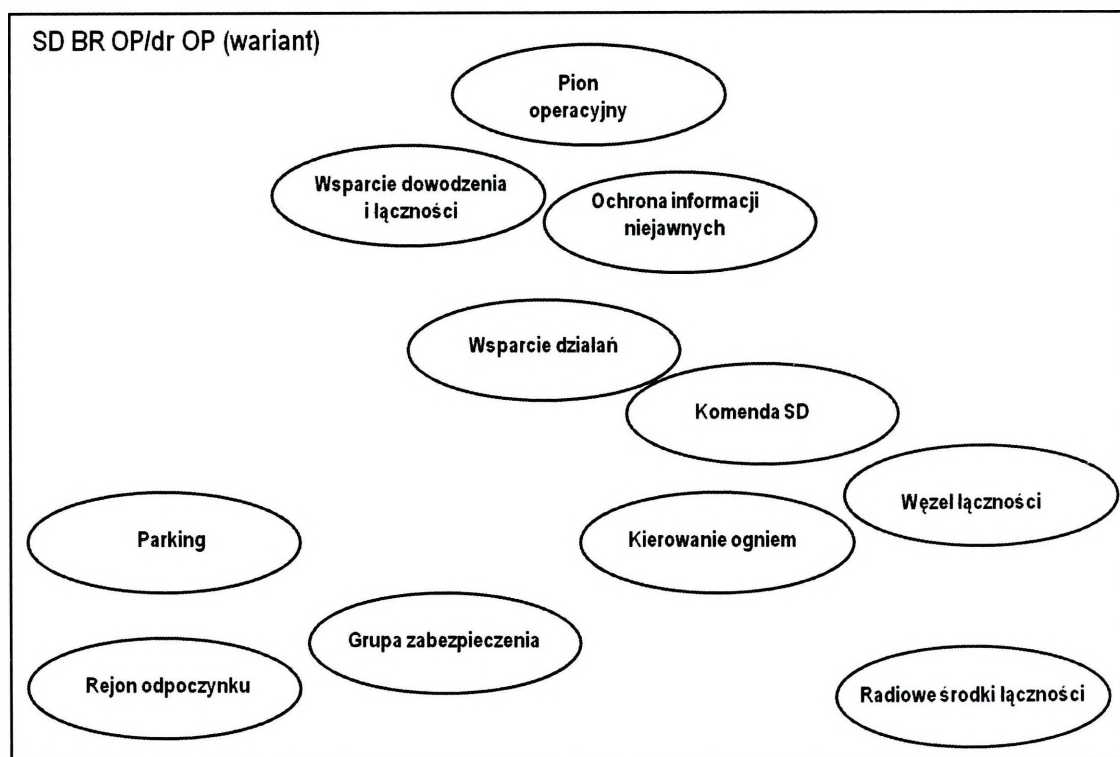 SD BR OP/dr OP (wariant)
Pion
operacyjny
Wsparcie dowodzenia
i łączności
Ochrona informacji
niejawnych
Wsparcie działań
Komenda SD
Węzeł łączności
Parking
Kierowanie ogniem
Grupa zabezpieczenia
Rejon odpoczynku
Radiowe środki łączności